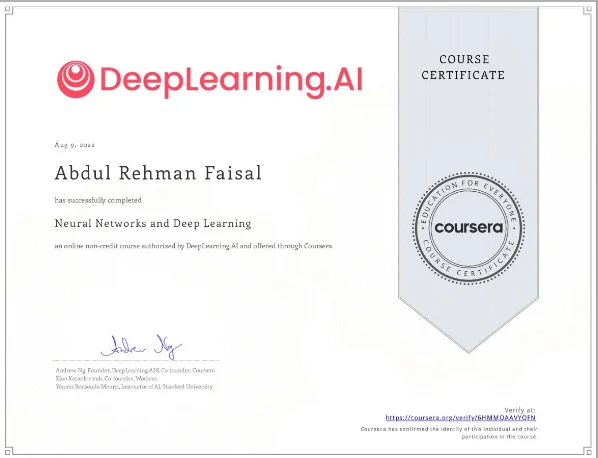 DeepLearning.AI
COURSE
CERTIFICATE
Aug 9, 2022
Abdul Rehman Faisal
has successfully completed
Neural Networks and Deep Learning
an online non-credit course authorized by DeepLearning.AI and offered through Coursera
EDUCATION FOR EVERYONE
coursera
COURSE CERTIFICATE
Andrew Ng
Andrew Ng, Founder, DeepLearning.AI & Co-founder, Coursera
Kian Katanforoosh, Co-founder, Workera
Younes Bensouda Mourri, Instructor of AI, Stanford University
Verify at:
https://coursera.org/verify/6HMMOAAVYQFN
Coursera has confirmed the identity of this individual and their
participation in the course.